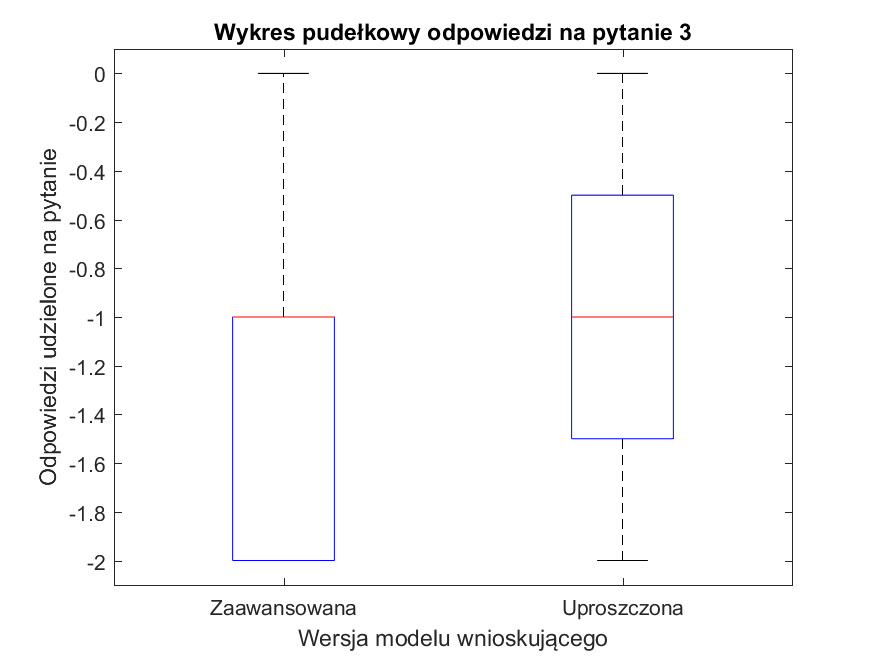 Wykres pudełkowy odpowiedzi na pytanie 3
Odpowiedzi udzielone na pytanie
0
-0.2
-0.4
-0.6
-0.8
-1
-1.2
-1.4
-1.6
-1.8
-2
Zaawansowana
Uproszczona
Wersja modelu wnioskującego